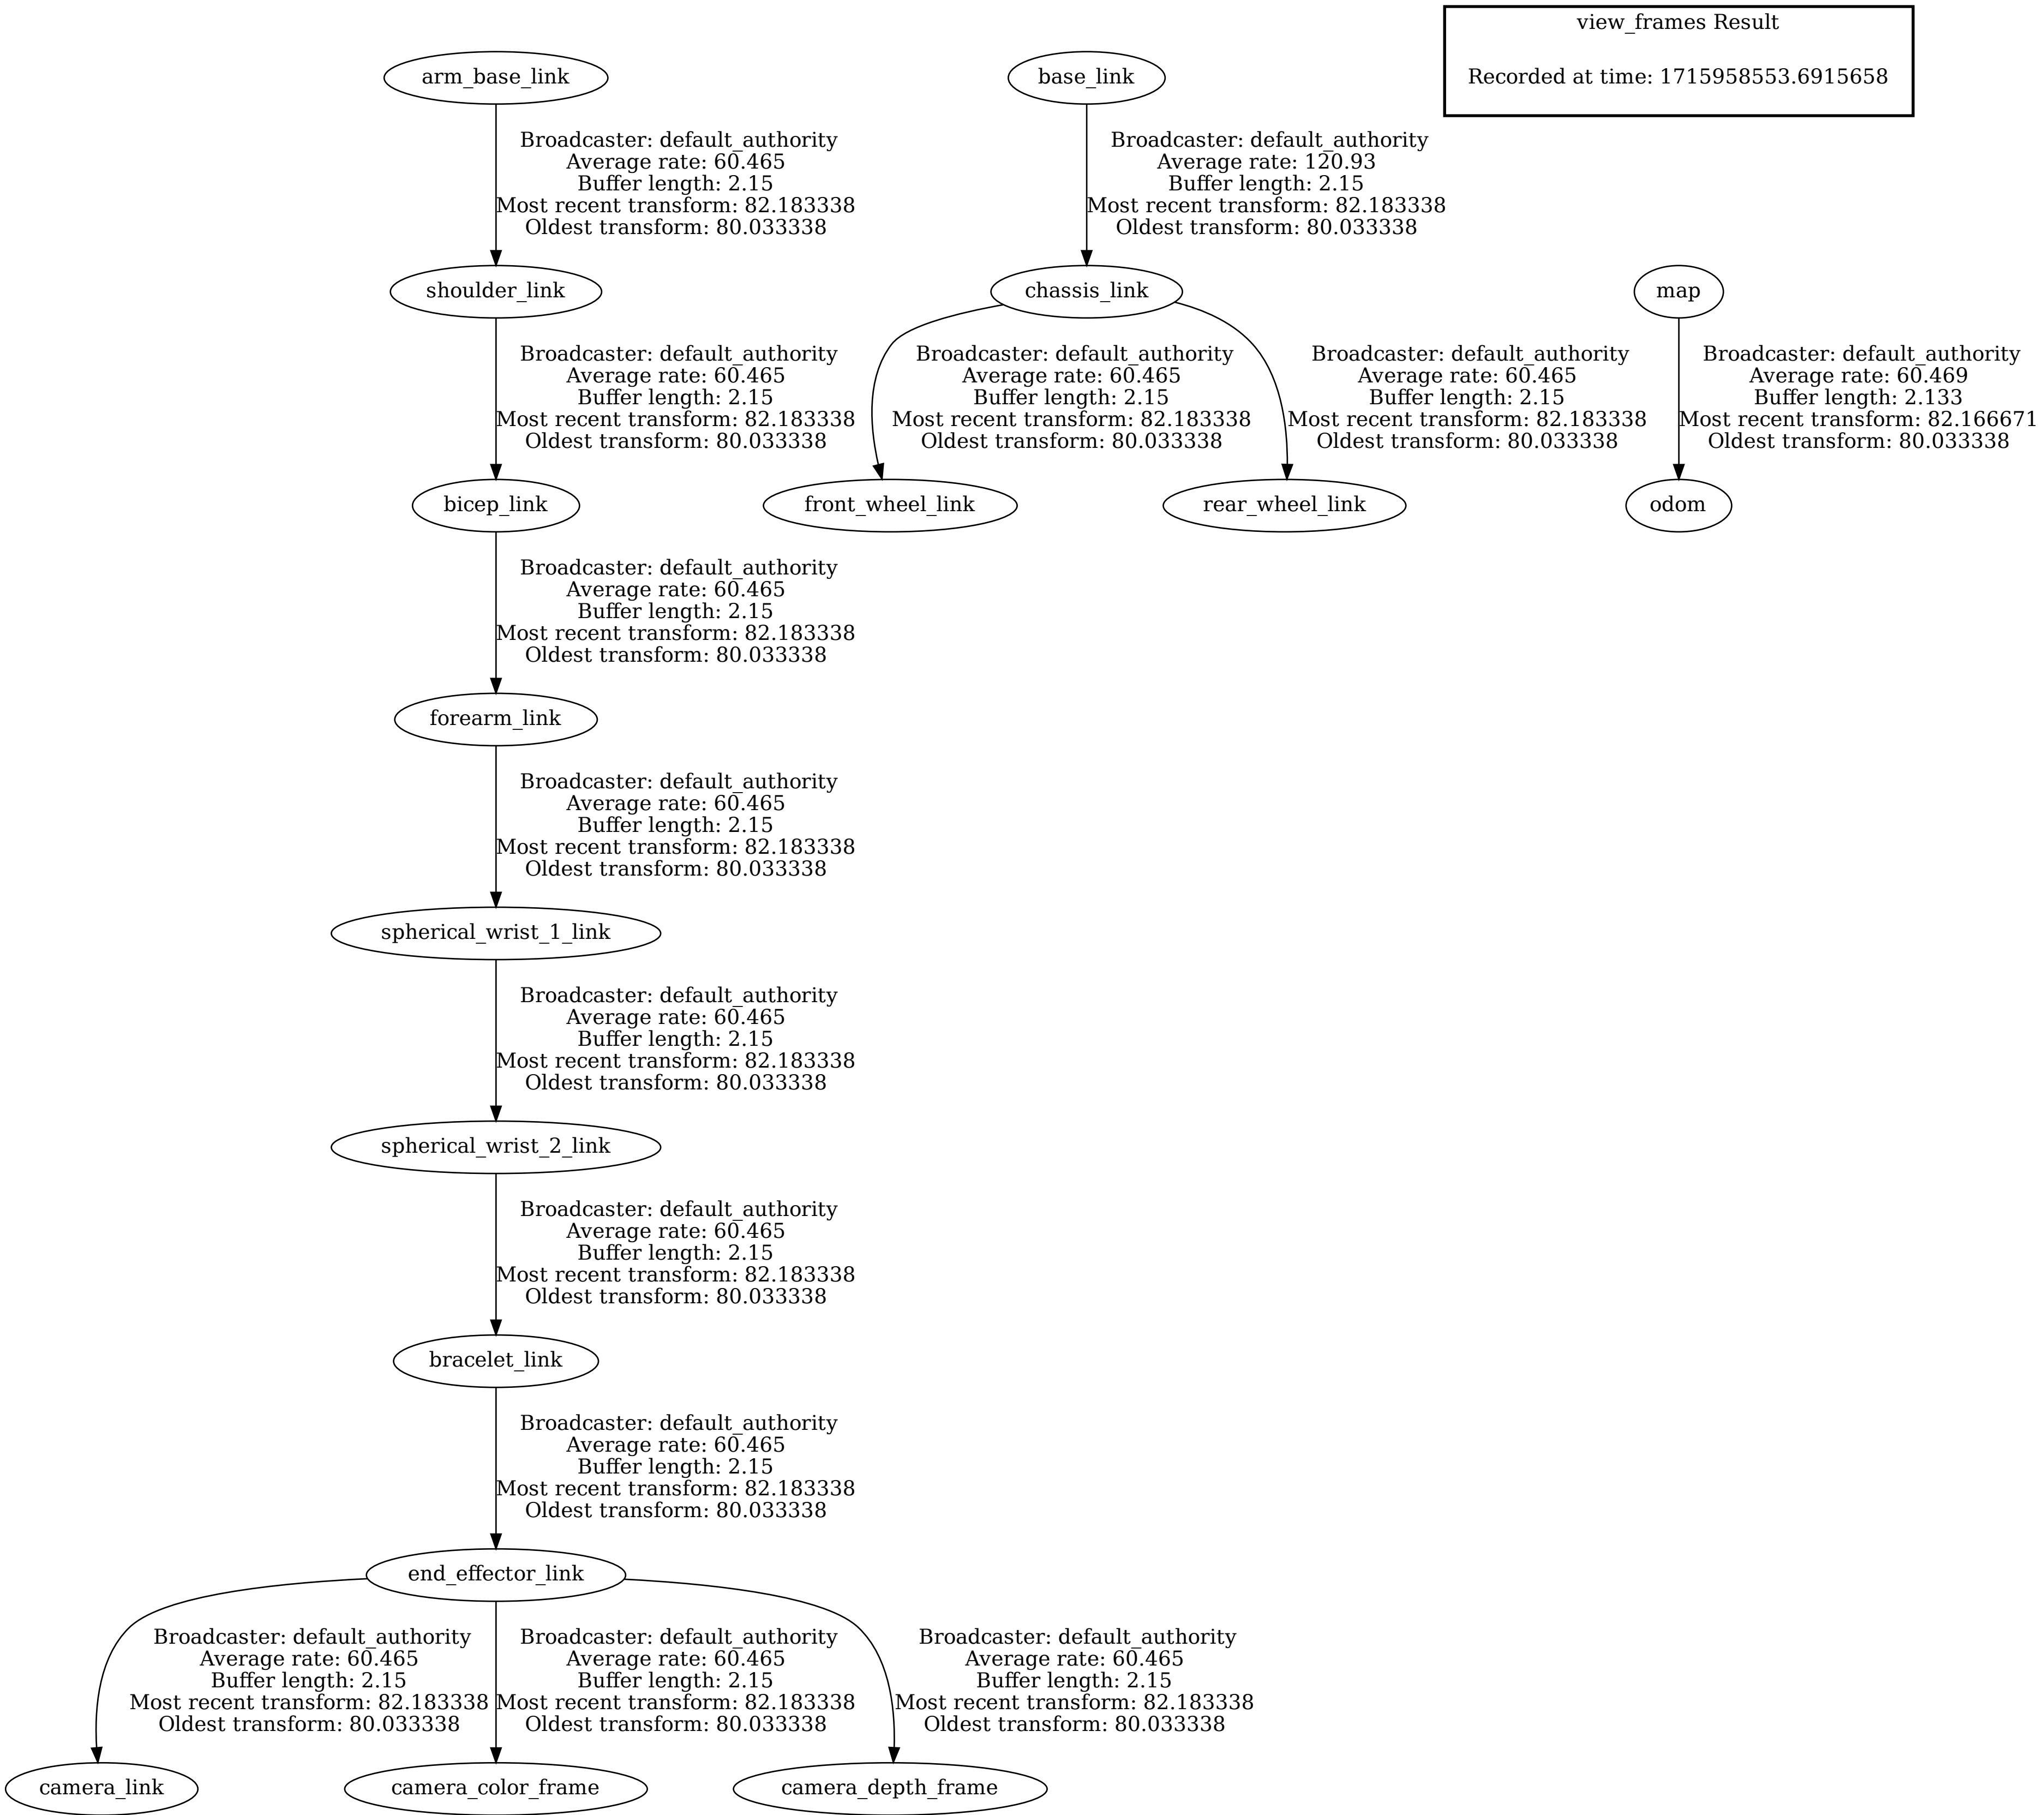 view_frames Result
Recorded at time: 1715958553.6915658
arm_base_link
Broadcaster: default_authority
Average rate: 60.465
Buffer length: 2.15
Most recent transform: 82.183338
Oldest transform: 80.033338
shoulder_link
Broadcaster: default_authority
Average rate: 60.465
Buffer length: 2.15
Most recent transform: 82.183338
Oldest transform: 80.033338
bicep_link
Broadcaster: default_authority
Average rate: 60.465
Buffer length: 2.15
Most recent transform: 82.183338
Oldest transform: 80.033338
forearm_link
Broadcaster: default_authority
Average rate: 60.465
Buffer length: 2.15
Most recent transform: 82.183338
Oldest transform: 80.033338
spherical_wrist_1_link
Broadcaster: default_authority
Average rate: 60.465
Buffer length: 2.15
Most recent transform: 82.183338
Oldest transform: 80.033338
spherical_wrist_2_link
Broadcaster: default_authority
Average rate: 60.465
Buffer length: 2.15
Most recent transform: 82.183338
Oldest transform: 80.033338
bracelet_link
Broadcaster: default_authority
Average rate: 60.465
Buffer length: 2.15
Most recent transform: 82.183338
Oldest transform: 80.033338
end_effector_link
Broadcaster: default_authority
Average rate: 60.465
Buffer length: 2.15
Most recent transform: 82.183338
Oldest transform: 80.033338
camera_link
Broadcaster: default_authority
Average rate: 60.465
Buffer length: 2.15
Most recent transform: 82.183338
Oldest transform: 80.033338
camera_color_frame
Broadcaster: default_authority
Average rate: 60.465
Buffer length: 2.15
Most recent transform: 82.183338
Oldest transform: 80.033338
camera_depth_frame
base_link
Broadcaster: default_authority
Average rate: 120.93
Buffer length: 2.15
Most recent transform: 82.183338
Oldest transform: 80.033338
chassis_link
Broadcaster: default_authority
Average rate: 60.465
Buffer length: 2.15
Most recent transform: 82.183338
Oldest transform: 80.033338
front_wheel_link
Broadcaster: default_authority
Average rate: 60.465
Buffer length: 2.15
Most recent transform: 82.183338
Oldest transform: 80.033338
rear_wheel_link
map
Broadcaster: default_authority
Average rate: 60.469
Buffer length: 2.133
Most recent transform: 82.166671
Oldest transform: 80.033338
odom